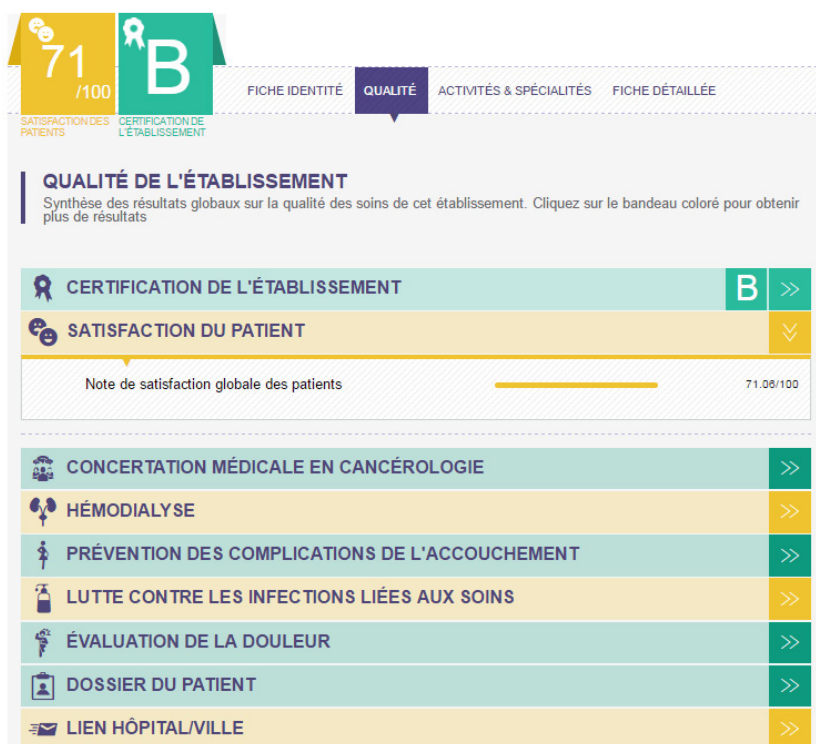 71
/100
B
SATISFACTION DES
PATIENTS
CERTIFICATION DE
L'ÉTABLISSEMENT
FICHE IDENTITÉ
QUALITÉ
ACTIVITÉS & SPÉCIALITÉS
FICHE DÉTAILLÉE
QUALITÉ DE L'ÉTABLISSEMENT
Synthèse des résultats globaux sur la qualité des soins de cet établissement. Cliquez sur le bandeau coloré pour obtenir
plus de résultats
CERTIFICATION DE L'ÉTABLISSEMENT B
SATISFACTION DU PATIENT
Note de satisfaction globale des patients 71.06/100
CONCERTATION MÉDICALE EN CANCÉROLOGIE
HÉMODIALYSE
PRÉVENTION DES COMPLICATIONS DE L'ACCOUCHEMENT
LUTTE CONTRE LES INFECTIONS LIÉES AUX SOINS
ÉVALUATION DE LA DOULEUR
DOSSIER DU PATIENT
LIEN HÔPITAL/VILLE